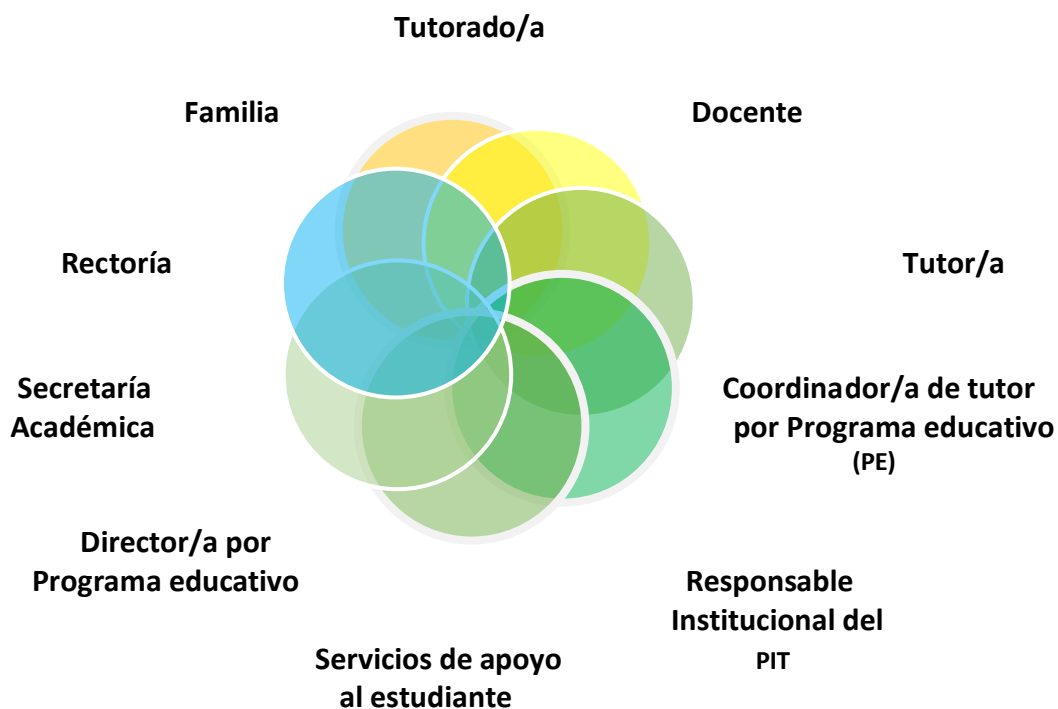 Tutorado/a
Familia
Docente
Rectoría
Tutor/a
Secretaría
Académica
Coordinador/a de tutor
por Programa educativo
(PE)
Director/a por
Programa educativo
Responsable
Institucional del
PIT
Servicios de apoyo
al estudiante